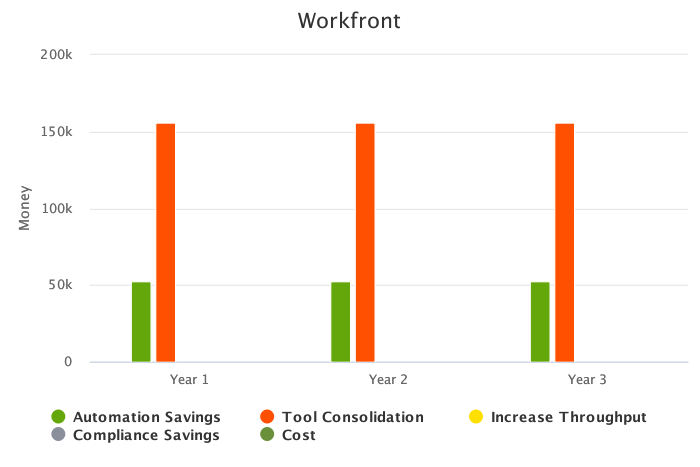 Workfront
200k
150k
100k
50k
0
Money
Year 1 Year 2 Year 3
Automation Savings Tool Consolidation Increase Throughput
Compliance Savings Cost